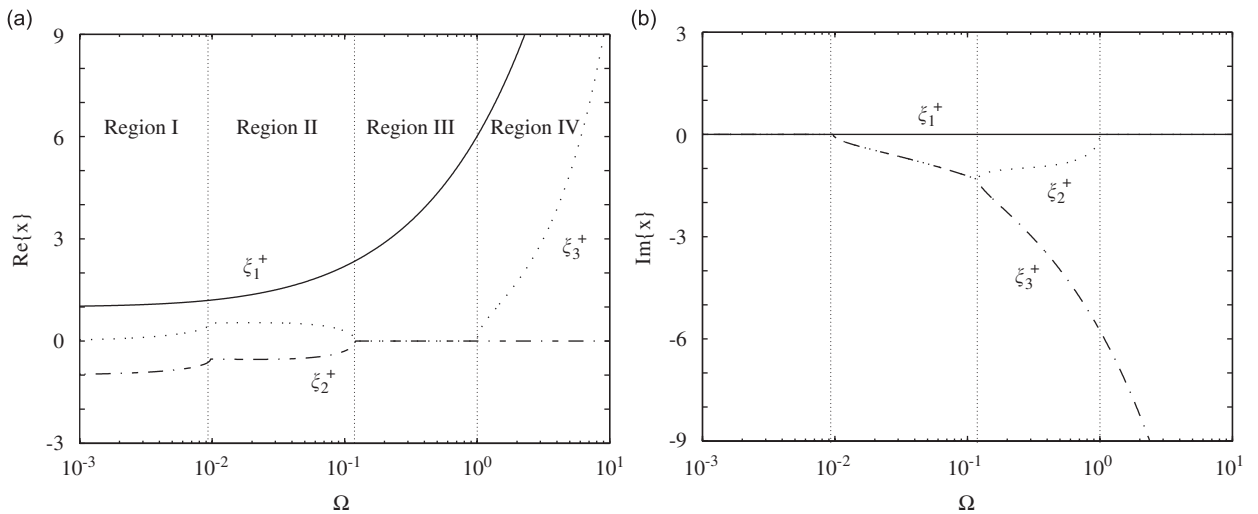 (a)
9
6
3
0
-3
Re{x}
Region I
Region II
Region III
Region IV
ξ₁⁺
ξ₂⁺
ξ₃⁺
10⁻³
10⁻²
10⁻¹
10⁰
10¹
Ω
(b)
3
0
-3
-6
-9
Im{x}
ξ₁⁺
ξ₂⁺
ξ₃⁺
10⁻³
10⁻²
10⁻¹
10⁰
10¹
Ω